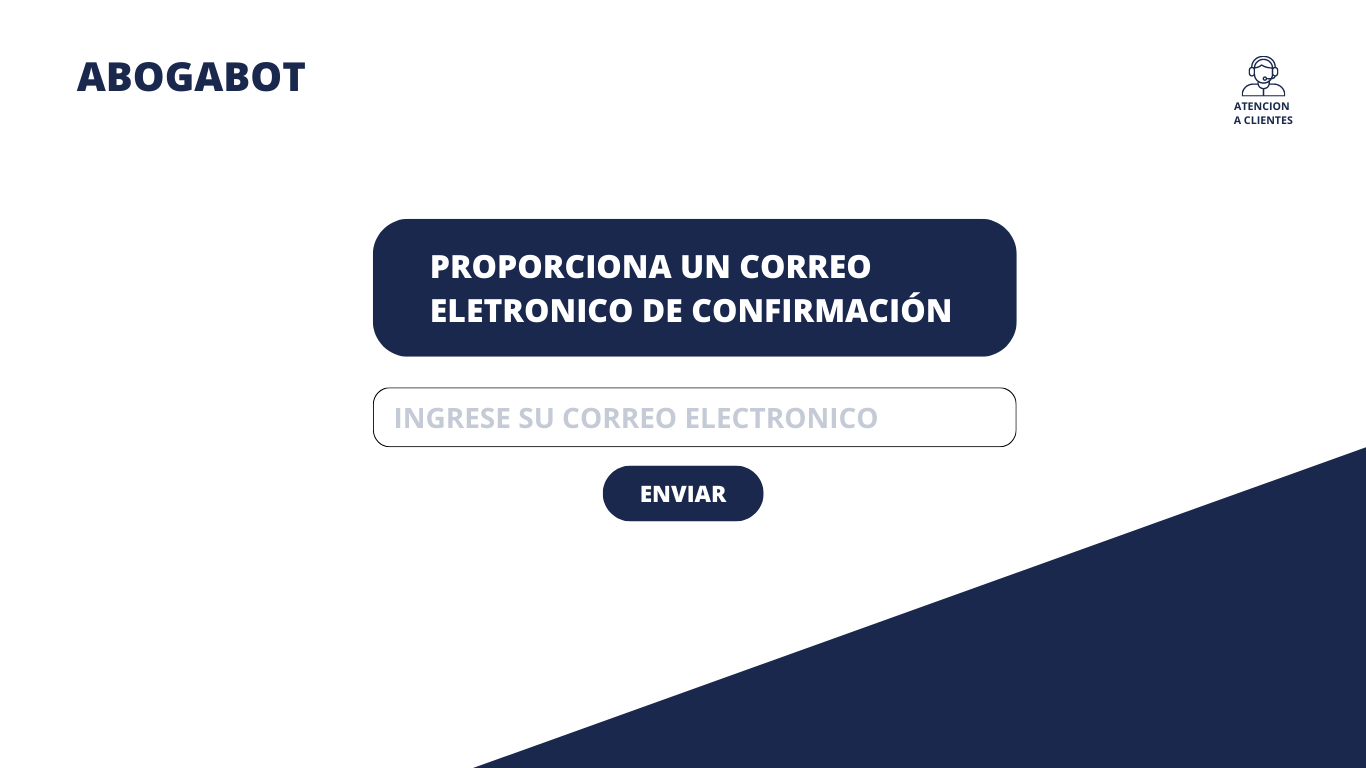 ABOGABOT
ATENCION
A CLIENTES
PROPORCIONA UN CORREO
ELETRONICO DE CONFIRMACIÓN
INGRESE SU CORREO ELECTRONICO
ENVIAR